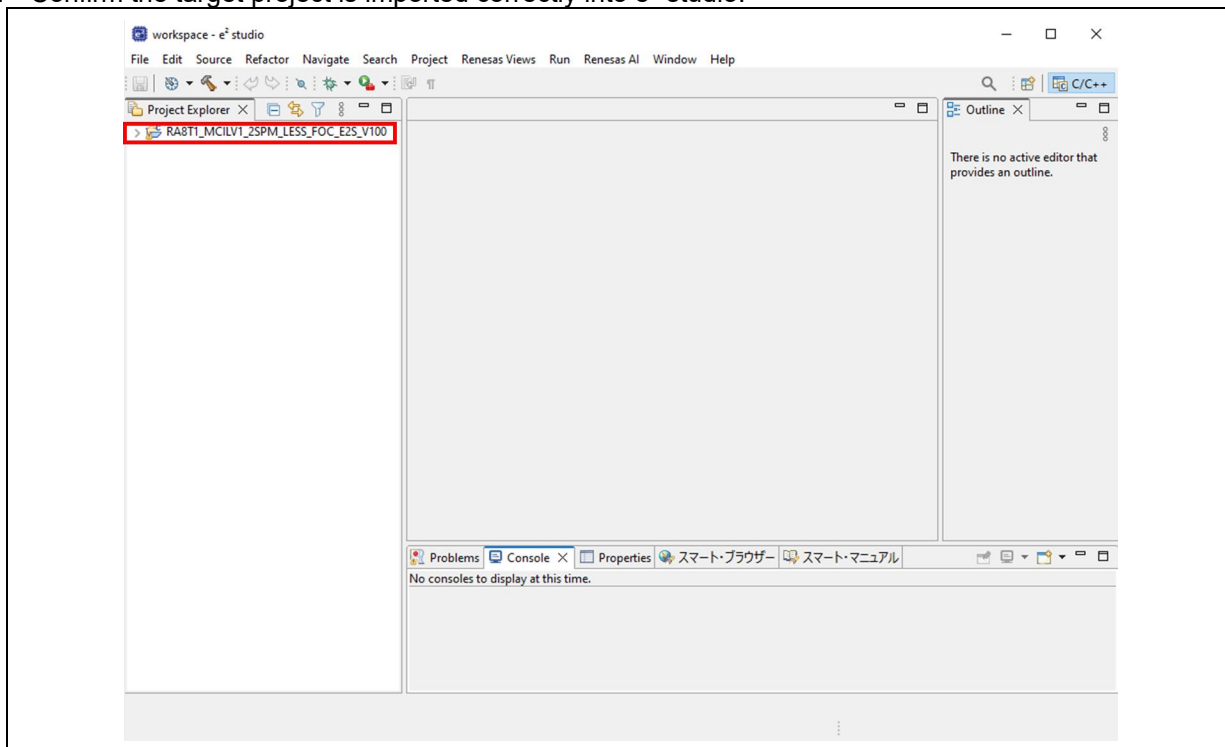 Confirm the target project is imported correctly into e² studio.
workspace - e² studio
File Edit Source Refactor Navigate Search Project Renesas Views Run Renesas AI Window Help
C/C++
Project Explorer
Outline
RA8T1_MCILV1_2SPM_LESS_FOC_E2S_V100
There is no active editor that
provides an outline.
Problems Console Properties スマート・ブラウザー スマート・マニュアル
No consoles to display at this time.